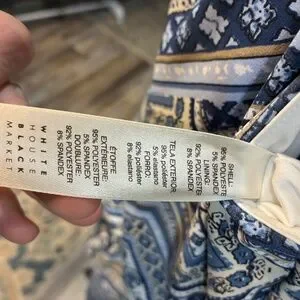 WHITE
HOUSE
BLACK
MARKET
SHELL:
95% POLYESTER
5% SPANDEX
LINING:
92% POLYESTER
8% SPANDEX
TELA EXTERIOR:
95% poliéster
5% elastano
FORRO:
92% poliéster
8% elastano
ÉTOFFE
EXTÉRIEURE:
95% POLYESTER
5% SPANDEX
DOUBLURE:
92% POLYESTER
8% SPANDEX